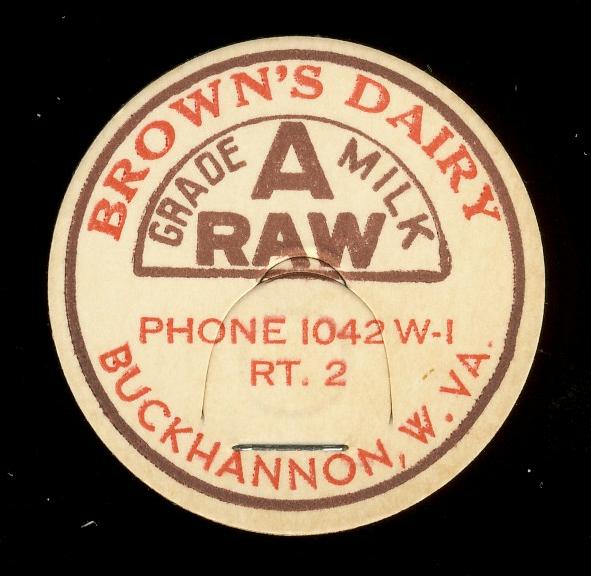 BROWN'S DAIRY
GRADE A MILK
RAW
PHONE 1042 W-1
RT. 2
BUCKHANNON, W. VA.